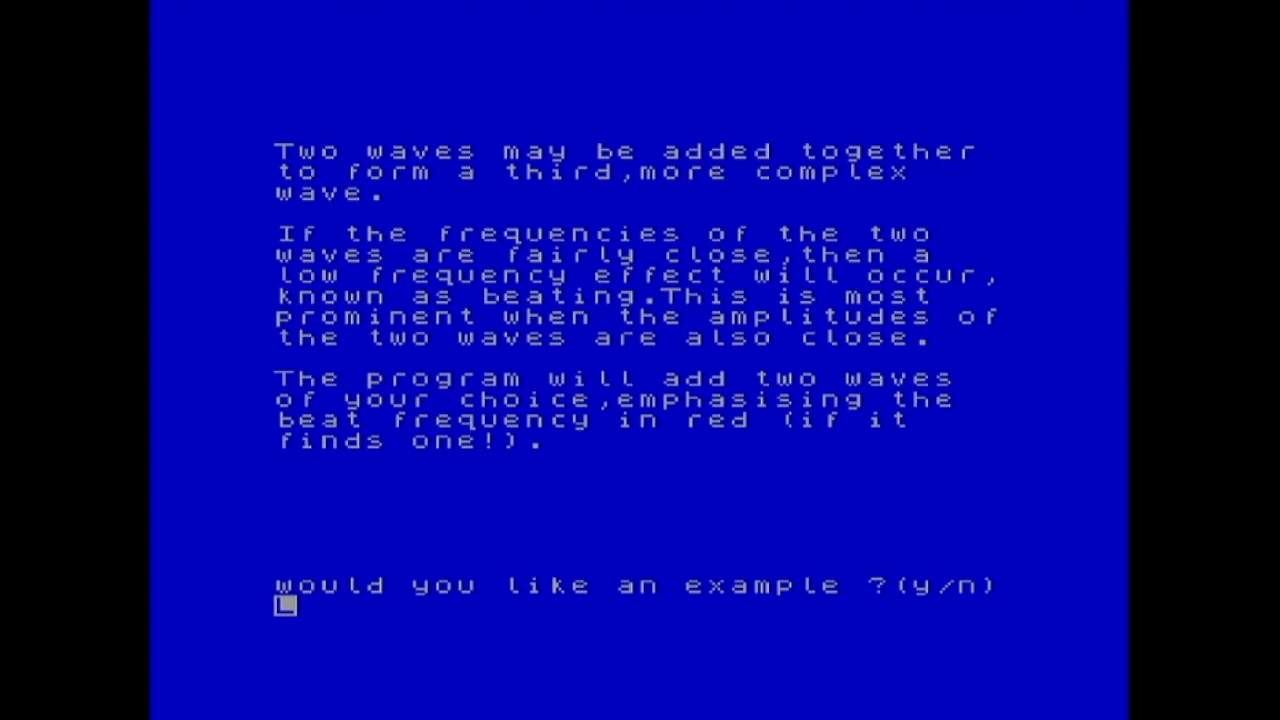 Two waves may be added together
to form a third,more complex
wave.
If the frequencies of the two
waves are fairly close,then a
low frequency effect will occur,
known as beating.This is most
prominent when the amplitudes of
the two waves are also close.
The program will add two waves
of your choice,emphasising the
beat frequency in red (if it
finds one!).
would you like an example ?(y/n)
L